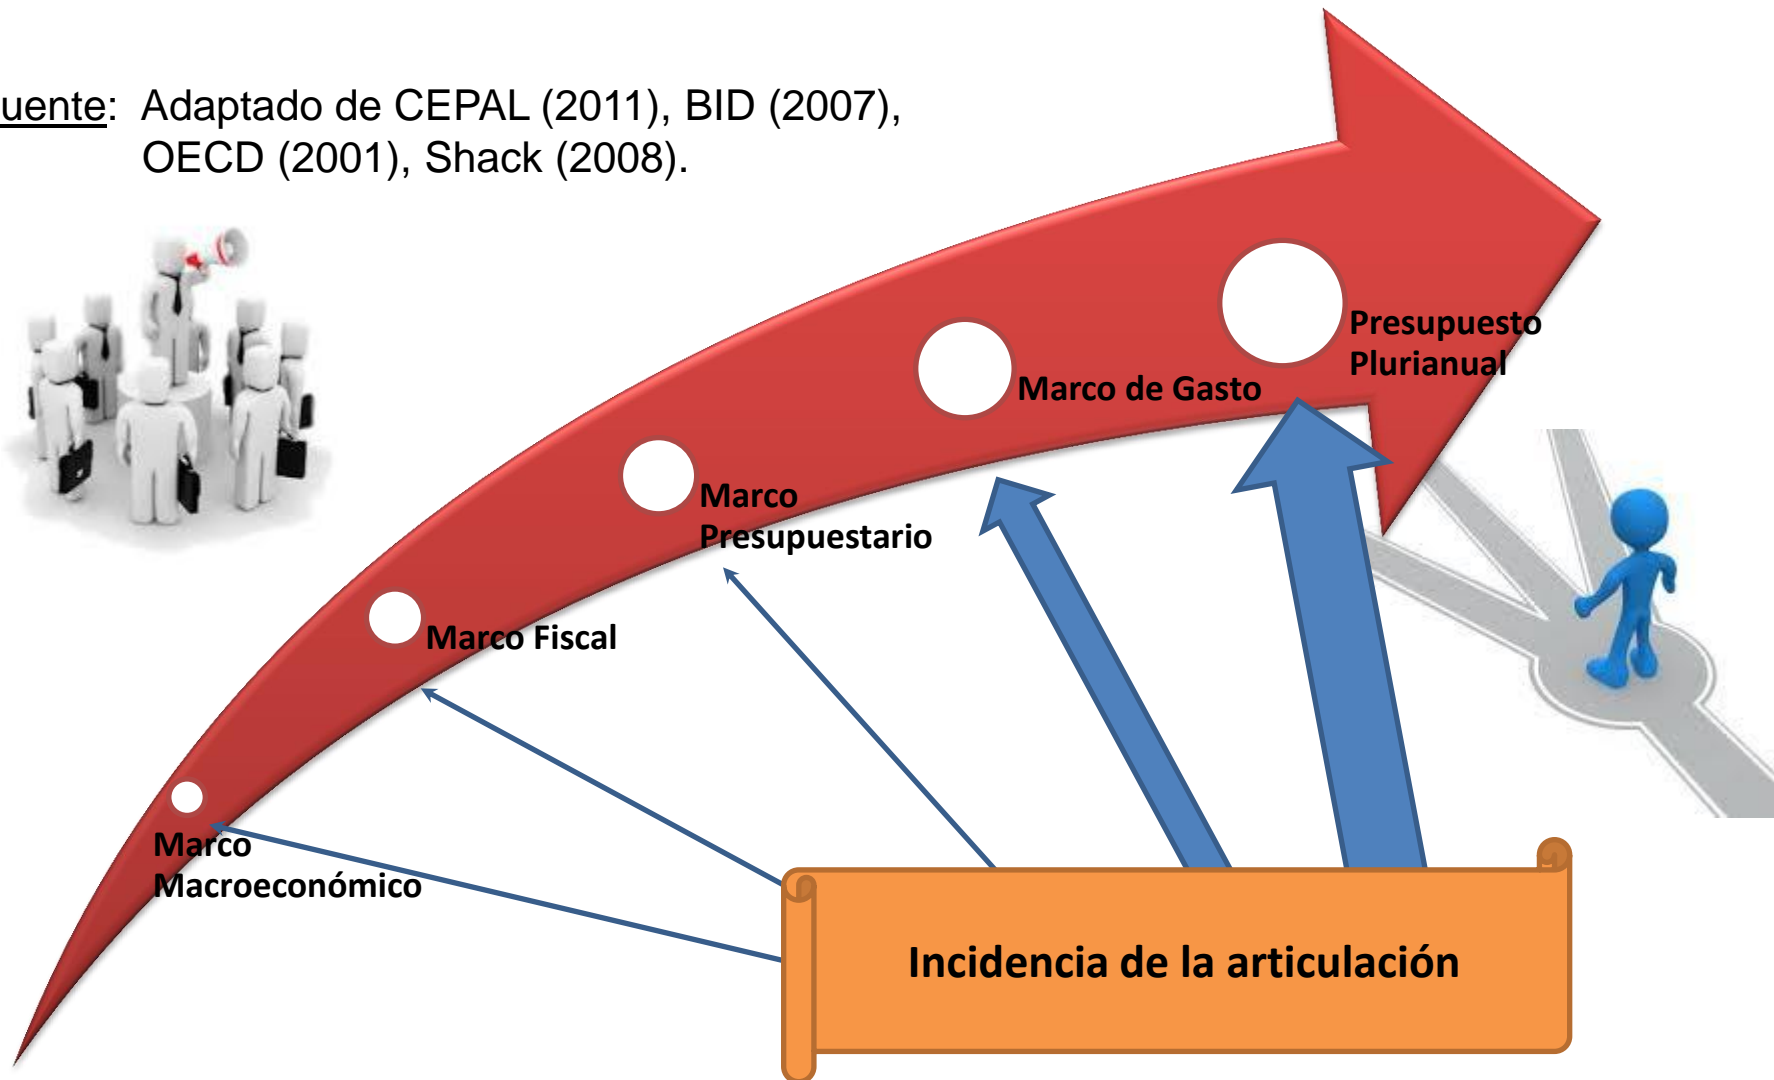 uente: Adaptado de CEPAL (2011), BID (2007),
OECD (2001), Shack (2008).
Presupuesto
Plurianual
Marco de Gasto
Marco
Presupuestario
Marco Fiscal
Marco
Macroeconómico
Incidencia de la articulación